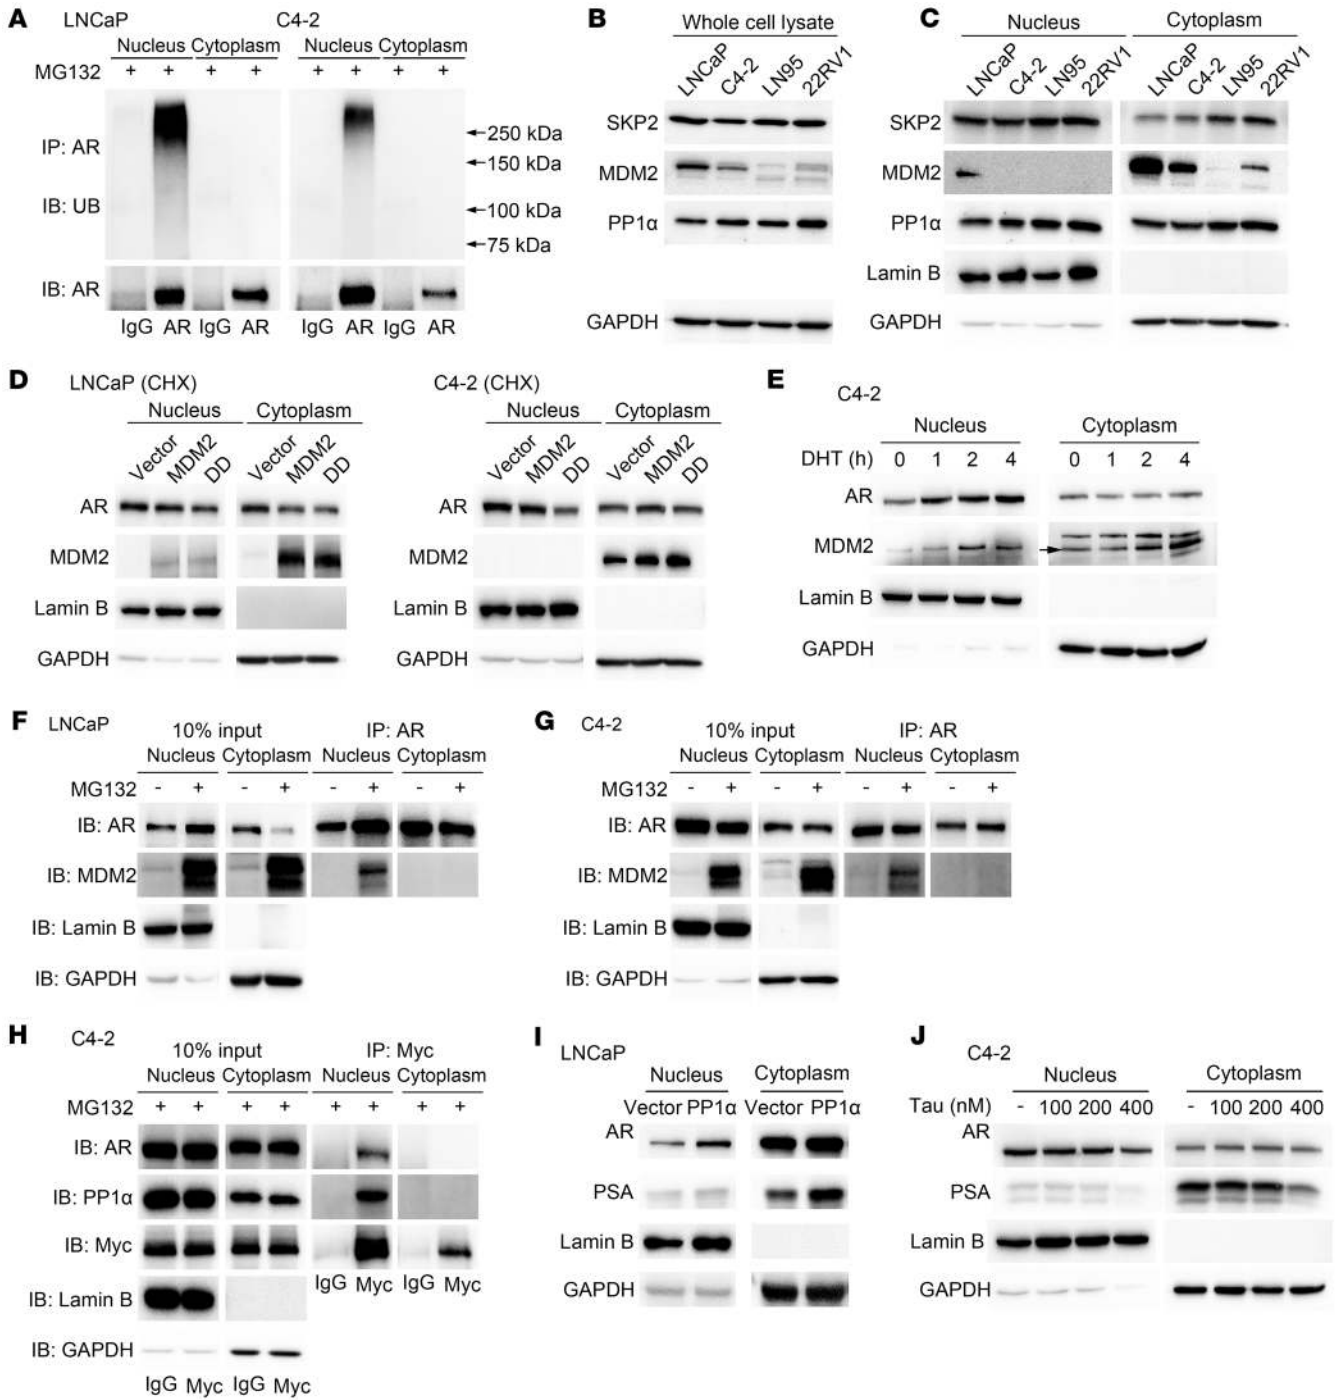 A LNCaP C4-2
Nucleus Cytoplasm Nucleus Cytoplasm
MG132 + + + + + + + +
IP: AR
IB: UB
250 kDa
150 kDa
100 kDa
75 kDa
IB: AR
IgG AR IgG AR IgG AR IgG AR
B Whole cell lysate
LNCaP C4-2 LN95 22RV1
SKP2
MDM2
PP1α
GAPDH
C Nucleus Cytoplasm
LNCaP C4-2 LN95 22RV1 LNCaP C4-2 LN95 22RV1
SKP2
MDM2
PP1α
Lamin B
GAPDH
D LNCaP (CHX) C4-2 (CHX)
Nucleus Cytoplasm Nucleus Cytoplasm
Vector MDM2 DD Vector MDM2 DD Vector MDM2 DD Vector MDM2 DD
AR AR
MDM2 MDM2
Lamin B Lamin B
GAPDH GAPDH
E C4-2
Nucleus Cytoplasm
DHT (h) 0 1 2 4 0 1 2 4
AR
MDM2
Lamin B
GAPDH
F LNCaP
10% input IP: AR
Nucleus Cytoplasm Nucleus Cytoplasm
MG132 - + - + - + - +
IB: AR
IB: MDM2
IB: Lamin B
IB: GAPDH
G C4-2
10% input IP: AR
Nucleus Cytoplasm Nucleus Cytoplasm
MG132 - + - + - + - +
IB: AR
IB: MDM2
IB: Lamin B
IB: GAPDH
H C4-2
10% input IP: Myc
Nucleus Cytoplasm Nucleus Cytoplasm
MG132 + + + + + + + +
IB: AR
IB: PP1α
IB: Myc
IgG Myc IgG Myc
IB: Lamin B
IB: GAPDH
IgG Myc IgG Myc
I LNCaP
Nucleus Cytoplasm
Vector PP1α Vector PP1α
AR
PSA
Lamin B
GAPDH
J C4-2
Nucleus Cytoplasm
Tau (nM) - 100 200 400 - 100 200 400
AR
PSA
Lamin B
GAPDH